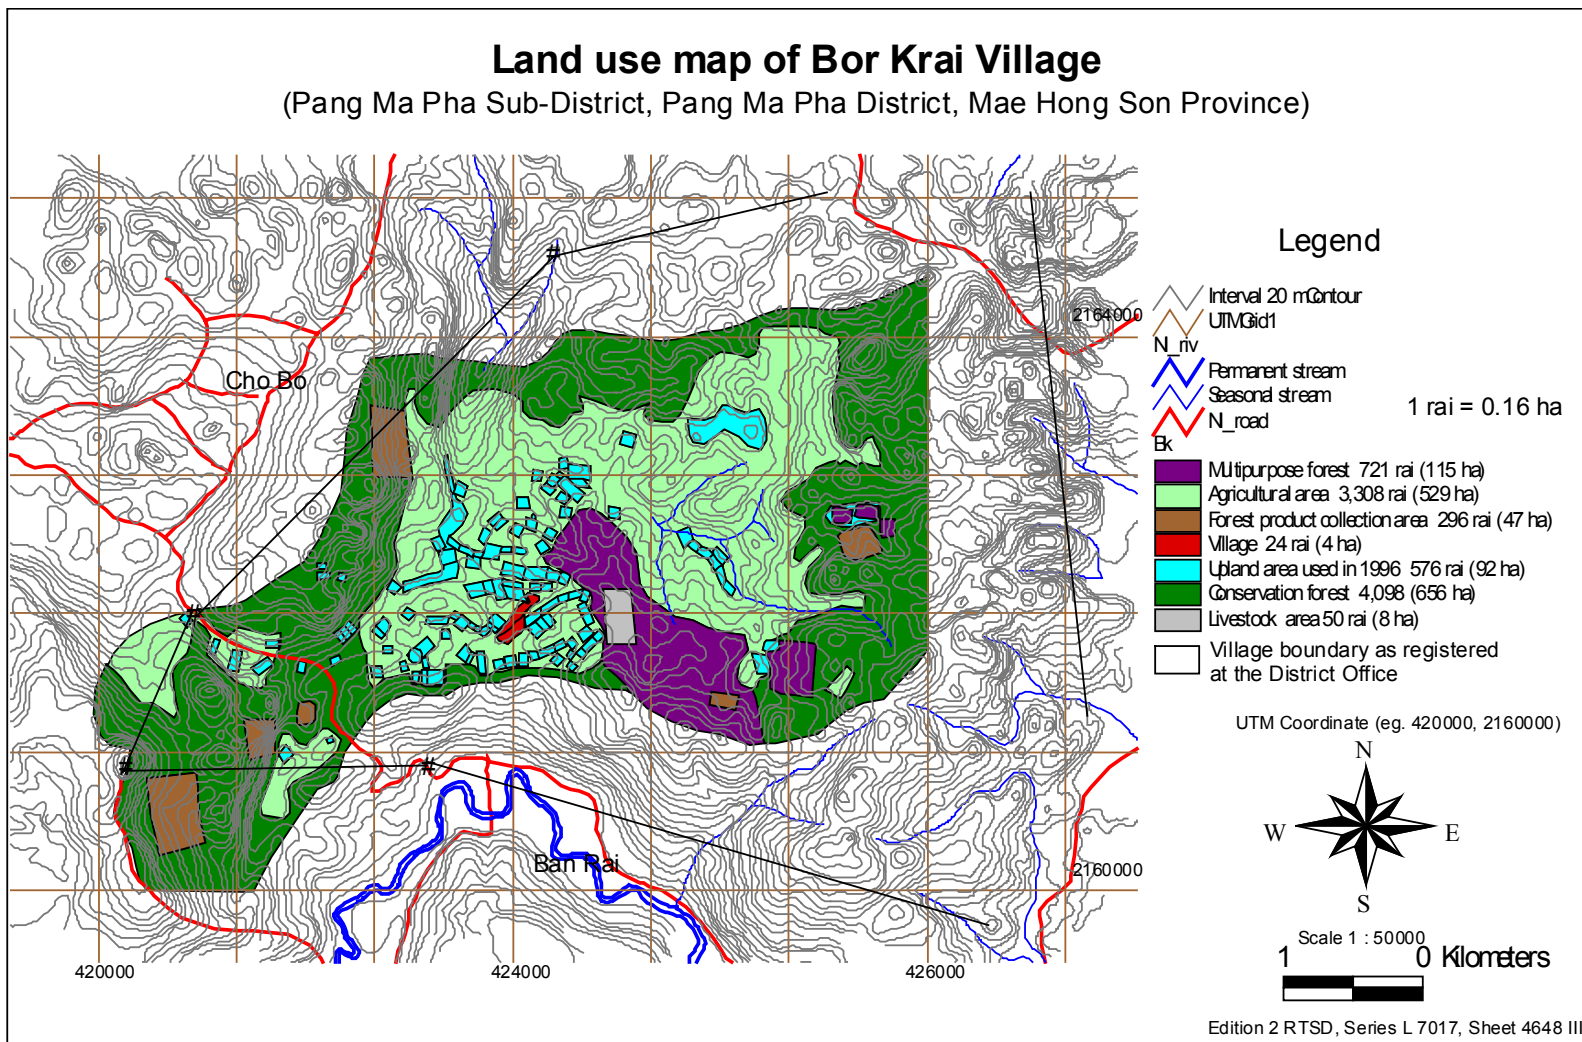 Land use map of Bor Krai Village
(Pang Ma Pha Sub-District, Pang Ma Pha District, Mae Hong Son Province)
Legend
Interval 20 mContour
UTMGrid1
N_riv
Permanent stream
Seasonal stream
N_road
1 rai = 0.16 ha
Bk
Multipurpose forest 721 rai (115 ha)
Agricultural area 3,308 rai (529 ha)
Forest product collection area 296 rai (47 ha)
Village 24 rai (4 ha)
Upland area used in 1996 576 rai (92 ha)
Conservation forest 4,098 (656 ha)
Livestock area 50 rai (8 ha)
Village boundary as registered
at the District Office
UTM Coordinate (eg. 420000, 2160000)
N
W
E
S
Scale 1 : 50000
1 0 Kilometers
Edition 2 RTSD, Series L 7017, Sheet 4648 III
2164000
Cho Bo
#
#
#
#
Ban Rai
2160000
420000 424000 426000